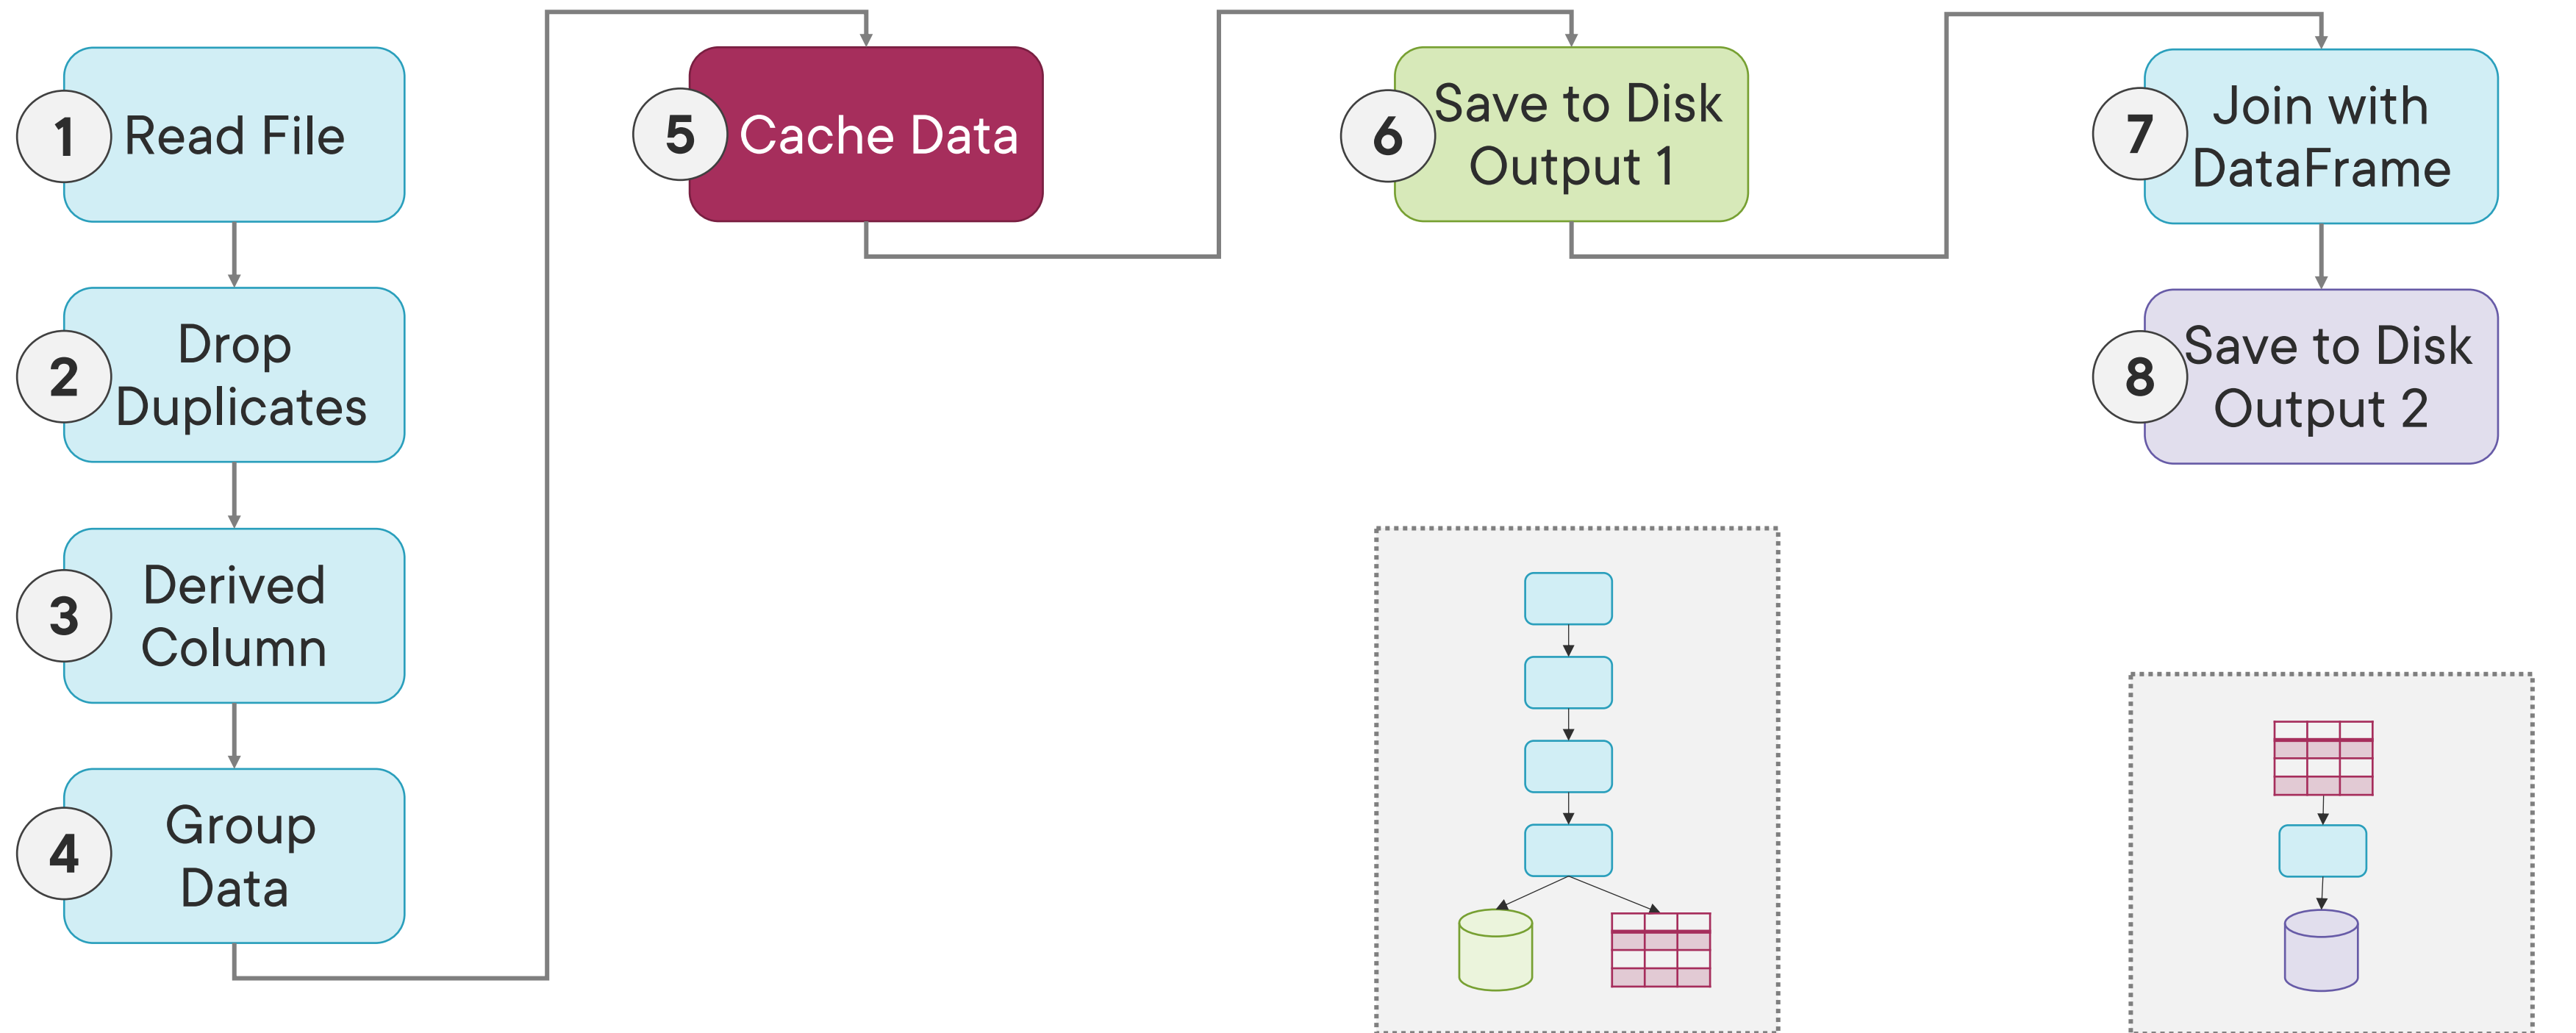 1
Read File
2
Drop
Duplicates
3
Derived
Column
4
Group
Data
5
Cache Data
6
Save to Disk
Output 1
7
Join with
DataFrame
8
Save to Disk
Output 2